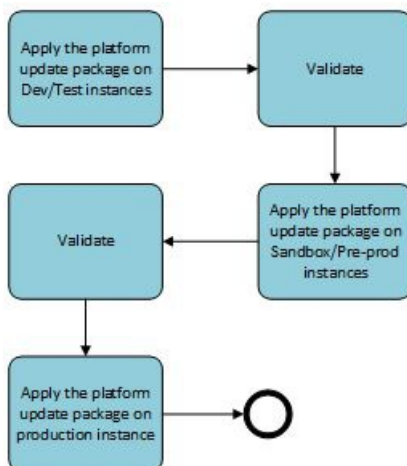 Apply the platform
update package on
Dev/Test instances
Validate
Apply the platform
update package on
Sandbox/Pre-prod
instances
Validate
Apply the platform
update package on
production instance